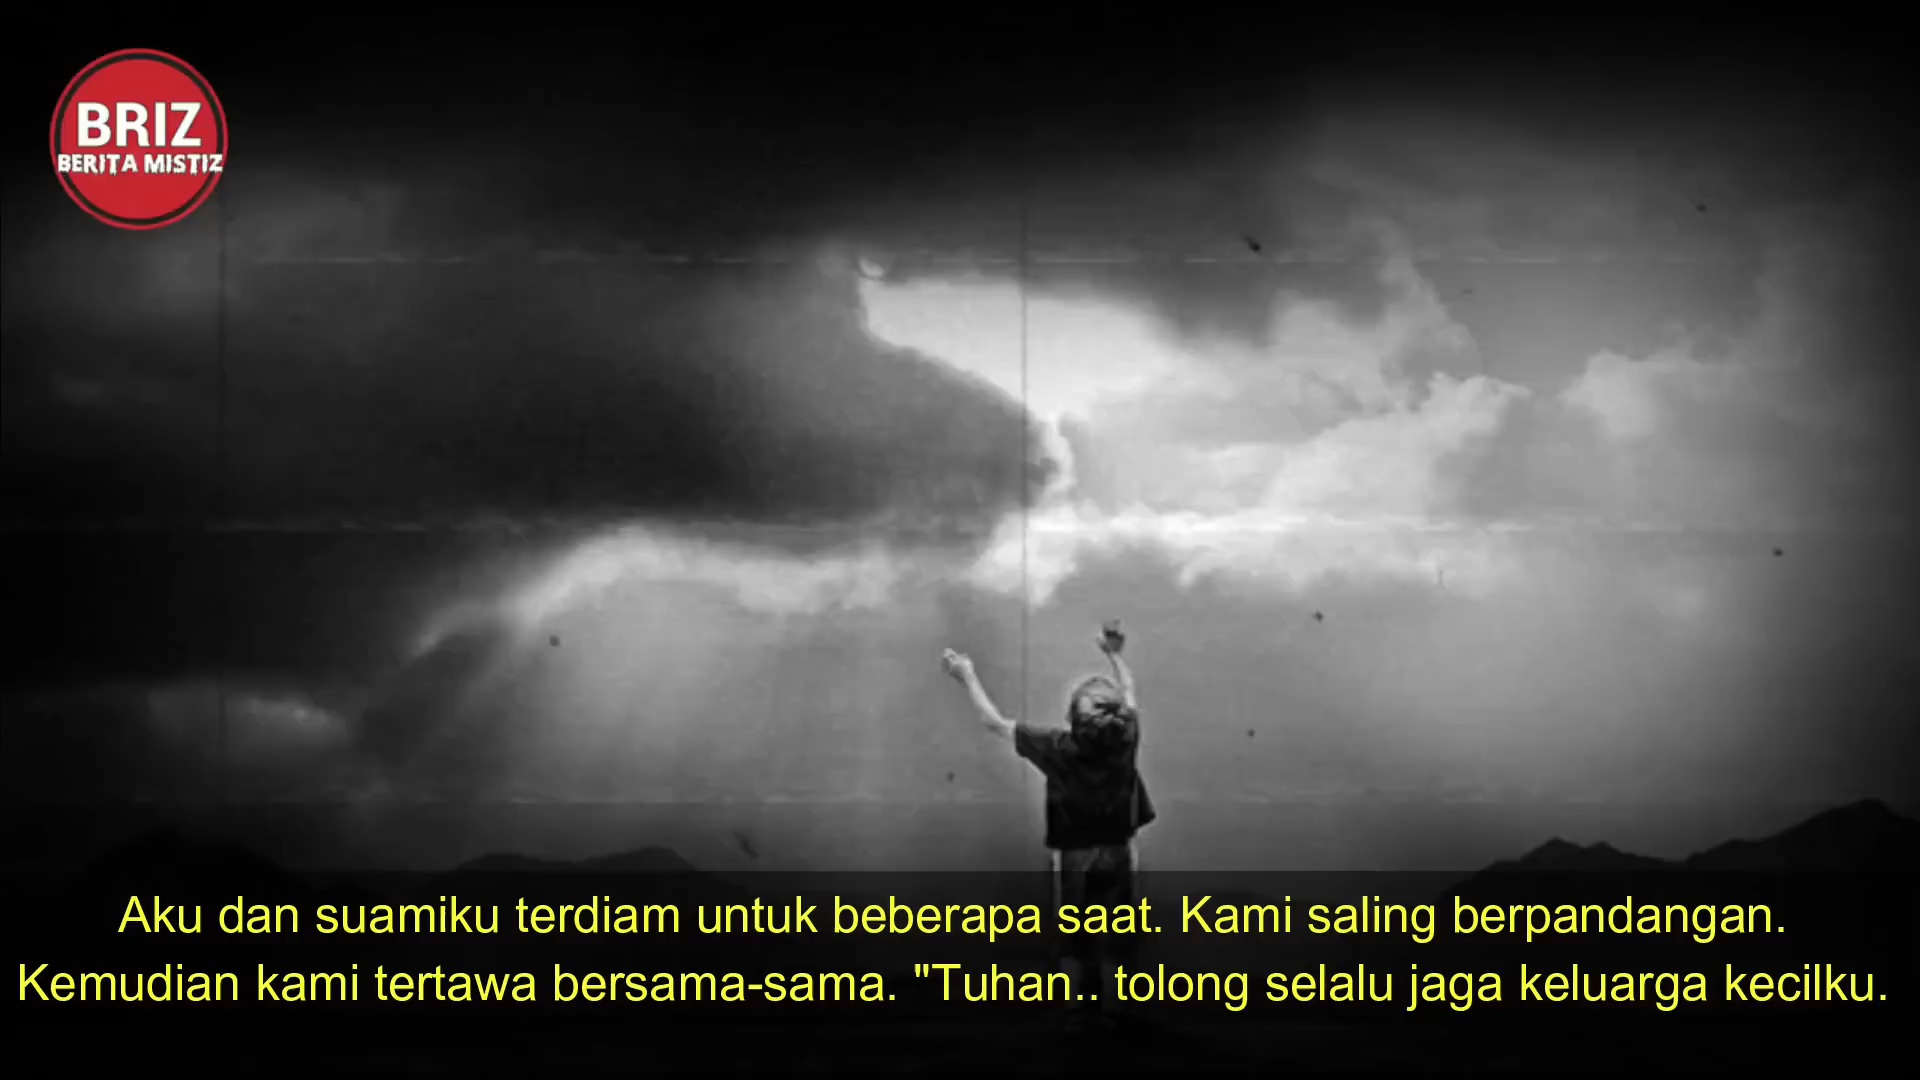 BRIZ
BERITA MISTIZ
Aku dan suamiku terdiam untuk beberapa saat. Kami saling berpandangan.
Kemudian kami tertawa bersama-sama. "Tuhan.. tolong selalu jaga keluarga kecilku.